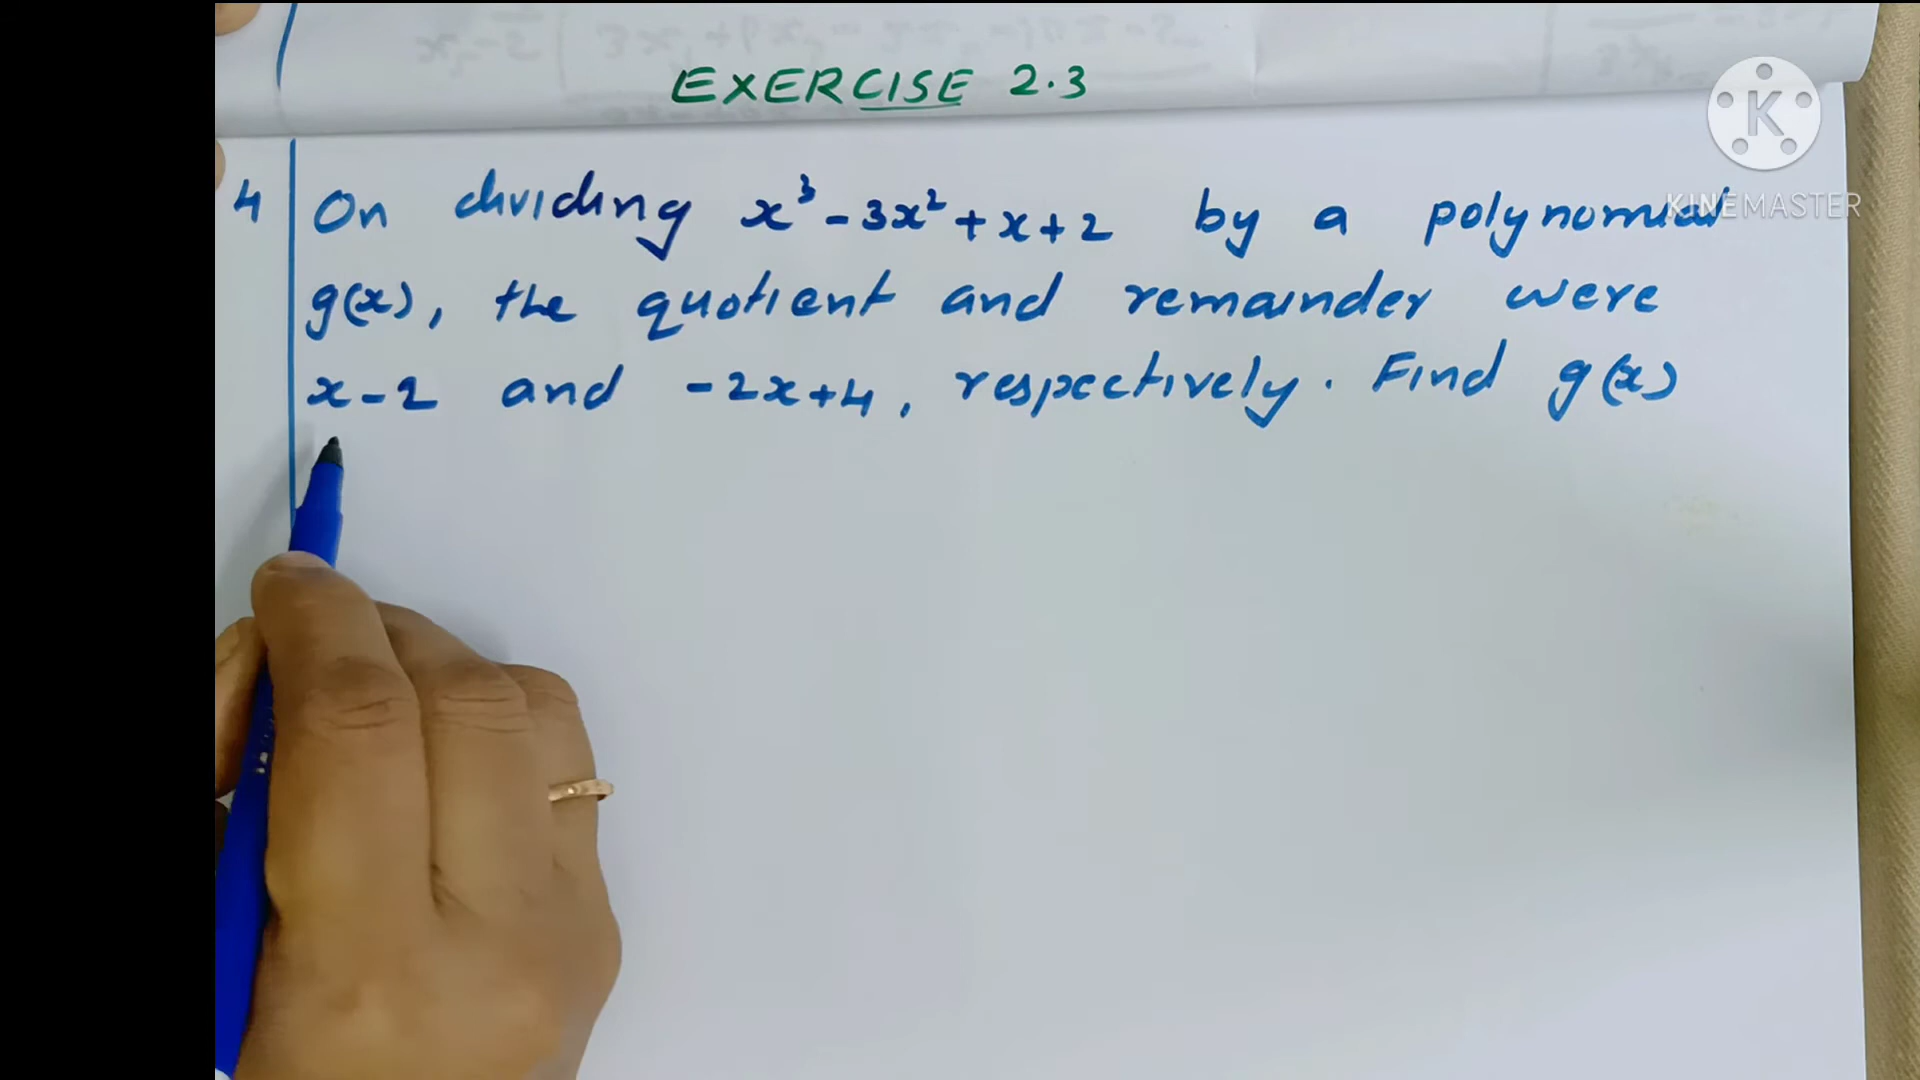 EXERCISE 2.3
K
KINEMASTER
4 On dividing x³ - 3x² + x + 2 by a polynomial
g(x), the quotient and remainder were
x - 2 and - 2x + 4, respectively. Find g(x)